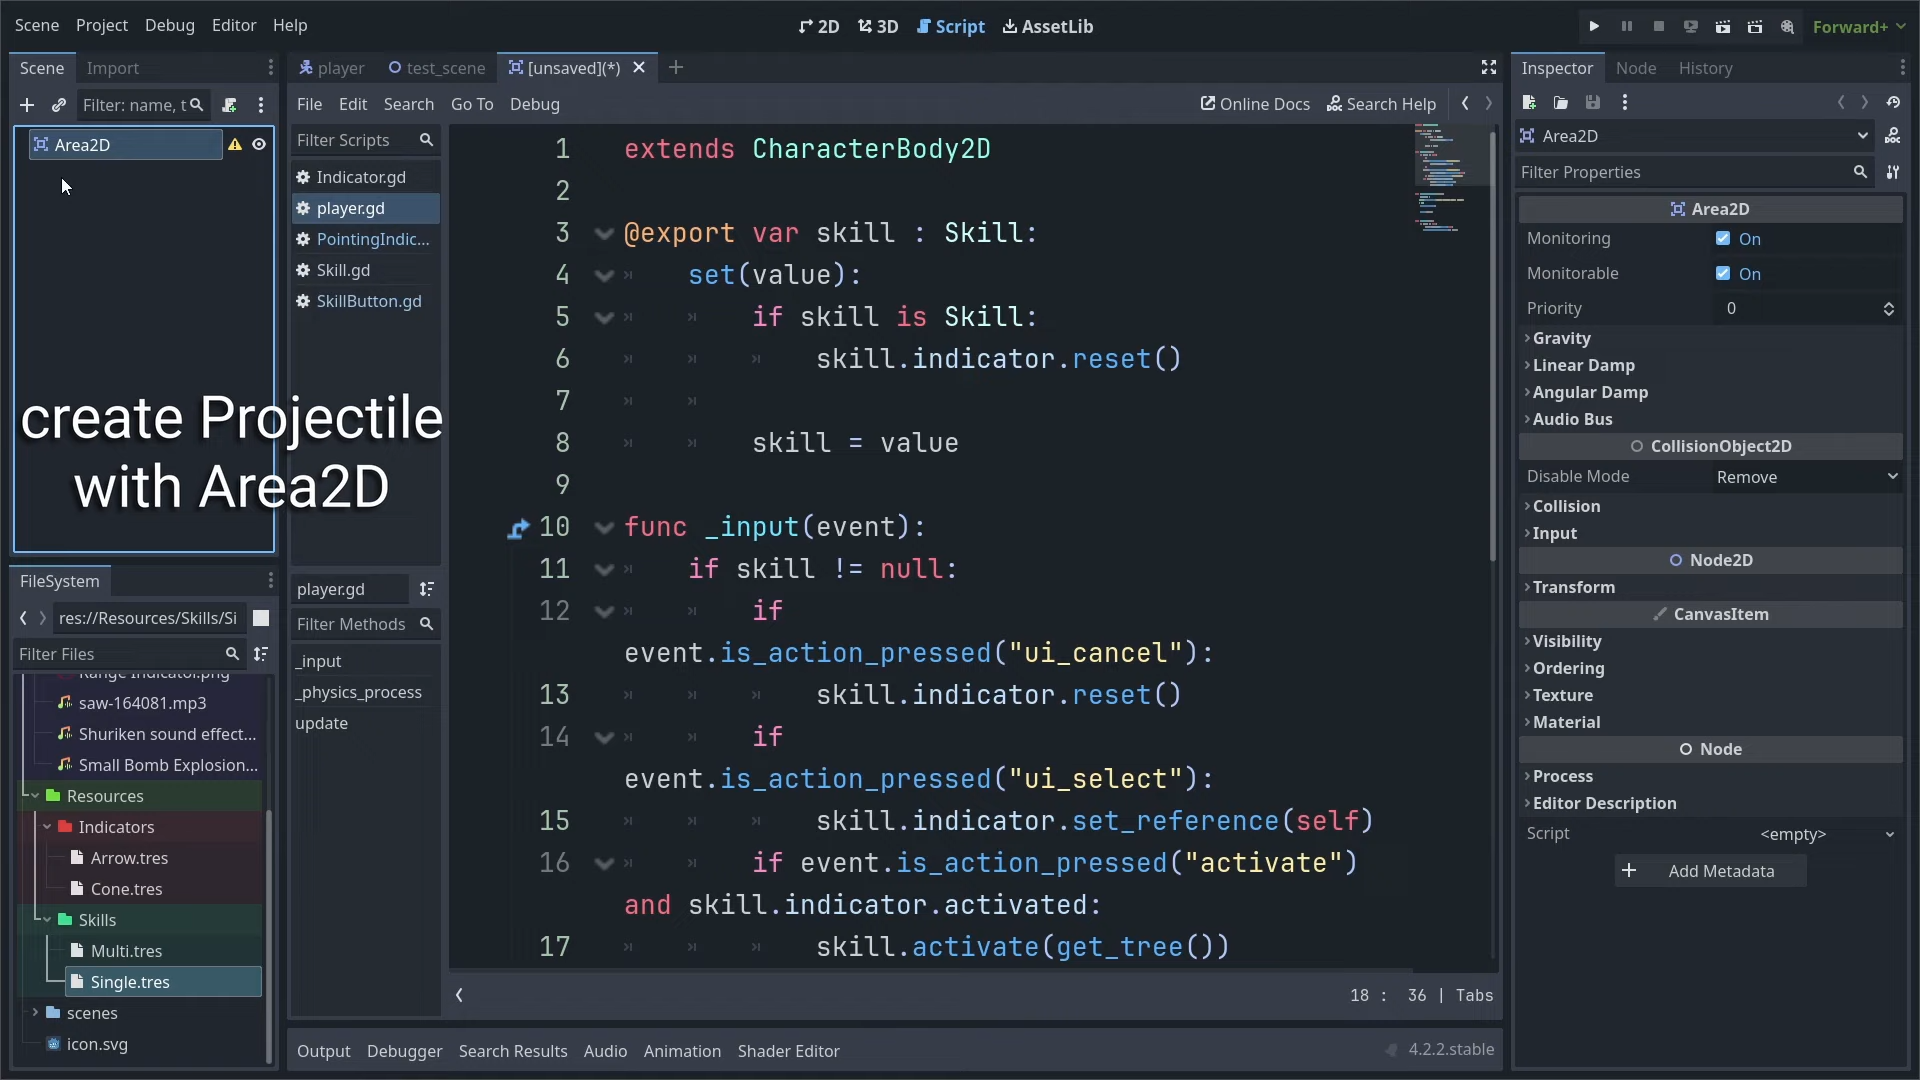 Scene Project Debug Editor Help
2D 3D Script AssetLib
Forward+
Scene Import
player test_scene [unsaved](*)
Inspector Node History
Filter: name, t
File Edit Search Go To Debug
Online Docs Search Help
Area2D
Filter Scripts
Indicator.gd
player.gd
PointingIndic...
Skill.gd
SkillButton.gd
create Projectile
with Area2D
player.gd
Filter Methods
_input
_physics_process
update
1 extends CharacterBody2D
2
3 @export var skill : Skill:
4 set(value):
5 if skill is Skill:
6 skill.indicator.reset()
7
8 skill = value
9
10 func _input(event):
11 if skill != null:
12 if
event.is_action_pressed("ui_cancel"):
13 skill.indicator.reset()
14 if
event.is_action_pressed("ui_select"):
15 skill.indicator.set_reference(self)
16 if event.is_action_pressed("activate")
and skill.indicator.activated:
17 skill.activate(get_tree())
18 : 36 | Tabs
FileSystem
res://Resources/Skills/Si
Filter Files
Range Indicator.png
saw-164081.mp3
Shuriken sound effect...
Small Bomb Explosion...
Resources
Indicators
Arrow.tres
Cone.tres
Skills
Multi.tres
Single.tres
scenes
icon.svg
Output Debugger Search Results Audio Animation Shader Editor
4.2.2.stable
Area2D
Filter Properties
Area2D
Monitoring On
Monitorable On
Priority 0
Gravity
Linear Damp
Angular Damp
Audio Bus
CollisionObject2D
Disable Mode Remove
Collision
Input
Node2D
Transform
CanvasItem
Visibility
Ordering
Texture
Material
Node
Process
Editor Description
Script <empty>
Add Metadata